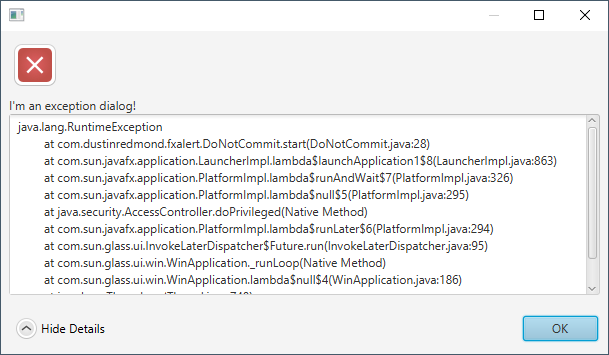 I'm an exception dialog!
java.lang.RuntimeException
at com.dustinredmond.fxalert.DoNotCommit.start(DoNotCommit.java:28)
at com.sun.javafx.application.LauncherImpl.lambda$launchApplication1$8(LauncherImpl.java:863)
at com.sun.javafx.application.PlatformImpl.lambda$runAndWait$7(PlatformImpl.java:326)
at com.sun.javafx.application.PlatformImpl.lambda$null$5(PlatformImpl.java:295)
at java.security.AccessController.doPrivileged(Native Method)
at com.sun.javafx.application.PlatformImpl.lambda$runLater$6(PlatformImpl.java:294)
at com.sun.glass.ui.InvokeLaterDispatcher$Future.run(InvokeLaterDispatcher.java:95)
at com.sun.glass.ui.win.WinApplication._runLoop(Native Method)
at com.sun.glass.ui.win.WinApplication.lambda$null$4(WinApplication.java:186)
Hide Details
OK